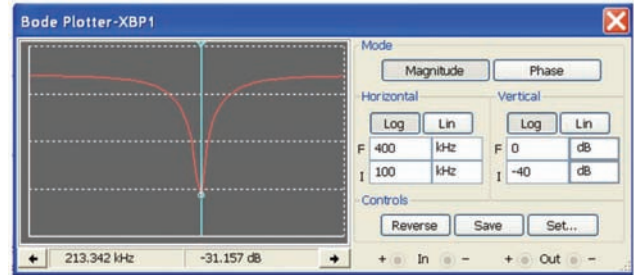 Bode Plotter-XBP1
Mode
Magnitude Phase
Horizontal Vertical
Log Lin Log Lin
F 400 kHz F 0 dB
I 100 kHz I -40 dB
Controls
Reverse Save Set...
213.342 kHz -31.157 dB + In - + Out -